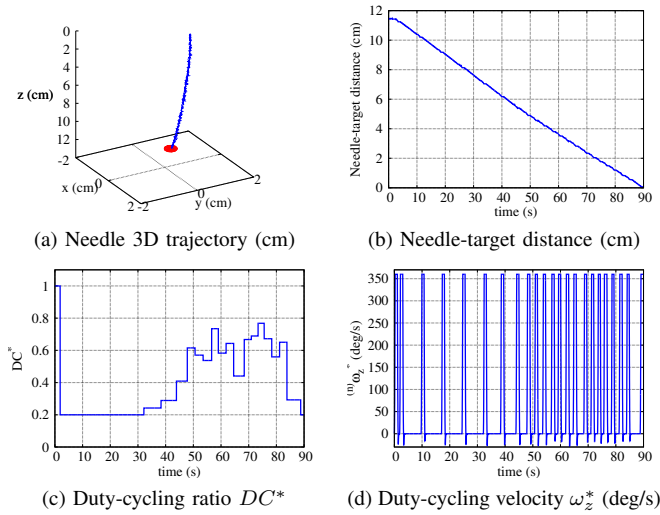 0
2
4
6
8
10
12
z (cm)
-2
0
2
x (cm)
-2
0
2
y (cm)
(a) Needle 3D trajectory (cm)
Needle-target distance (cm)
12
10
8
6
4
2
0
0 10 20 30 40 50 60 70 80 90
time (s)
(b) Needle-target distance (cm)
DC*
1
0.8
0.6
0.4
0.2
0
0 10 20 30 40 50 60 70 80 90
time (s)
(c) Duty-cycling ratio DC*
(n)ωz* (deg/s)
350
300
250
200
150
100
50
0
0 10 20 30 40 50 60 70 80 90
time (s)
(d) Duty-cycling velocity ω*z (deg/s)